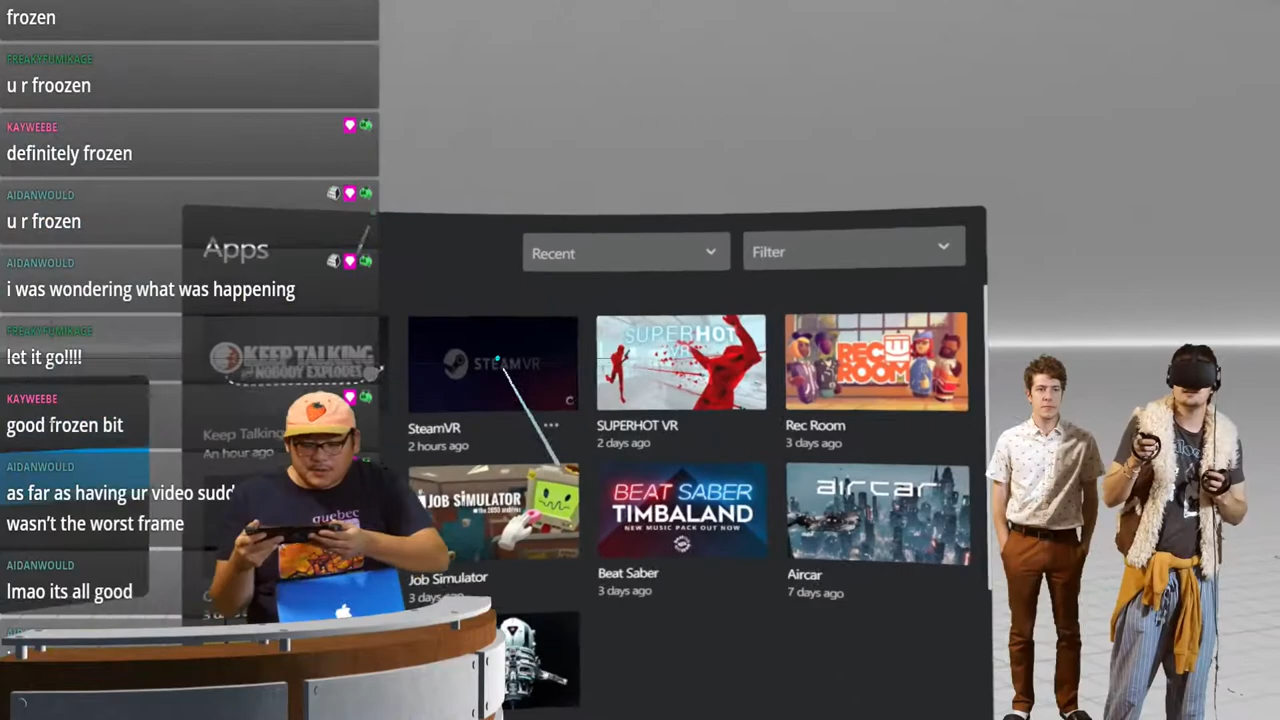 frozen
FREAKYFUMIKAGE
u r froozen
KAYWEEBE
definitely frozen
AIDANWOULD
u r frozen
AIDANWOULD
i was wondering what was happening
FREAKYFUMIKAGE
let it go!!!!
KAYWEEBE
good frozen bit
AIDANWOULD
as far as having ur video
wasn't the worst frame
AIDANWOULD
lmao its all good
Apps
Recent
Filter
KEEP TALKING
NOBODY EXPLODES
Keep Talking
An hour ago
STEAMVR
SteamVR
2 hours ago
SUPERHOT
VR
SUPERHOT VR
2 days ago
REC
ROOM
Rec Room
3 days ago
JOB SIMULATOR
Job Simulator
3 days
BEAT SABER
TIMBALAND
NEW MUSIC PACK OUT NOW
Beat Saber
3 days ago
aircar
Aircar
7 days ago
quebec